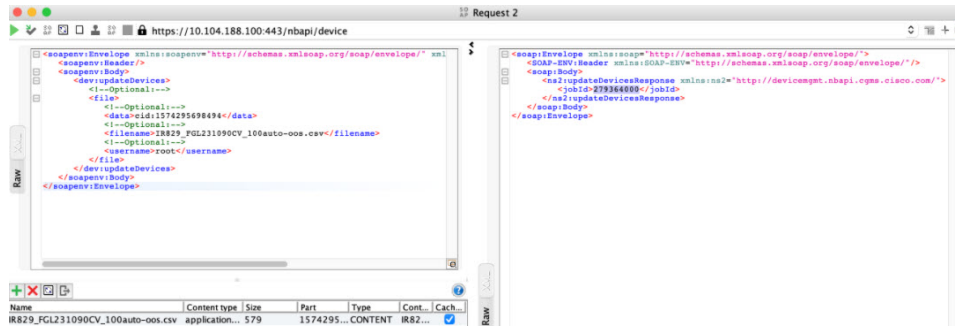 Request 2
https://10.104.188.100:443/nbapi/device
<soapenv:Envelope xmlns:soapenv="http://schemas.xmlsoap.org/soap/envelope/" xml
<soapenv:Header/>
<soapenv:Body>
<dev:updateDevices>
<!--Optional:-->
<file>
<!--Optional:-->
<data>cid:1574295698494</data>
<!--Optional:-->
<filename>IR829_FGL231090CV_100auto-oos.csv</filename>
<!--Optional:-->
<username>root</username>
</file>
</dev:updateDevices>
</soapenv:Body>
</soapenv:Envelope>
Raw
Name Content type Size Part Type Cont... Cach...
IR829_FGL231090CV_100auto-oos.csv application... 579 1574295... CONTENT IR82...
<soap:Envelope xmlns:soap="http://schemas.xmlsoap.org/soap/envelope/">
<SOAP-ENV:Header xmlns:SOAP-ENV="http://schemas.xmlsoap.org/soap/envelope/"/>
<soap:Body>
<ns2:updateDevicesResponse xmlns:ns2="http://devicemgmt.nbapi.cgms.cisco.com/">
<jobId>279364000</jobId>
</ns2:updateDevicesResponse>
</soap:Body>
</soap:Envelope>
Raw